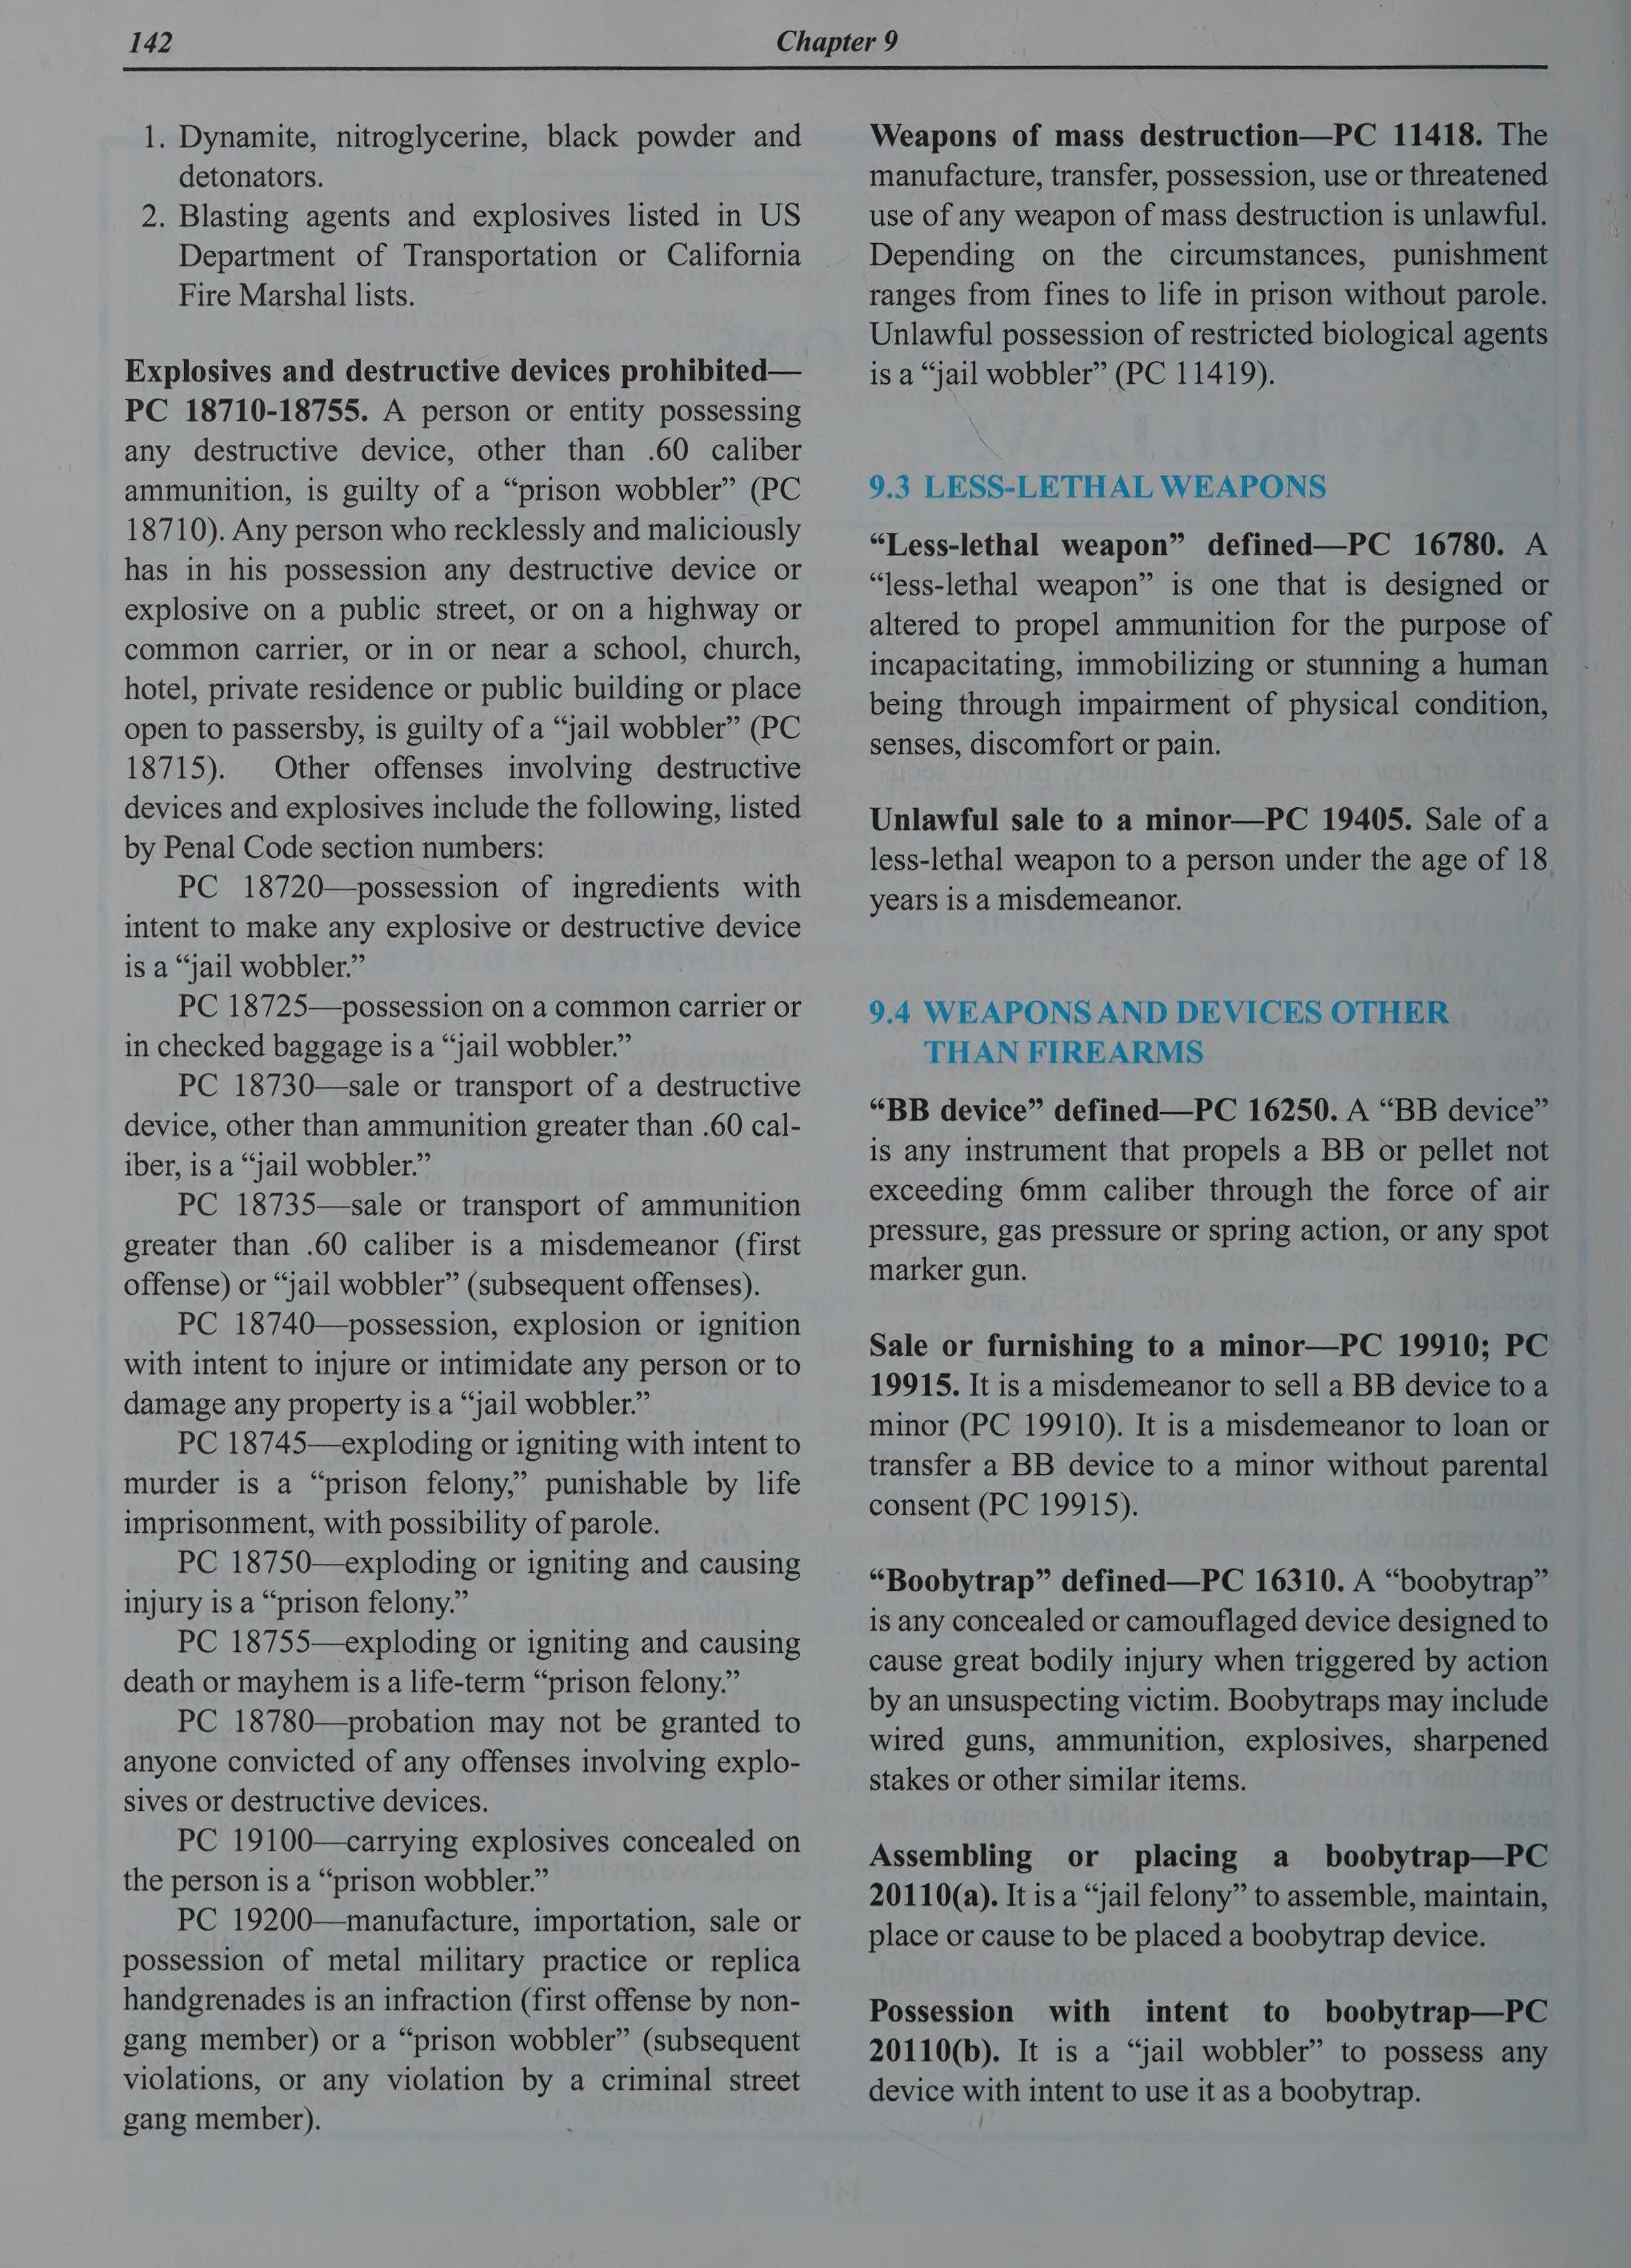 142
Chapter 9
1. Dynamite, nitroglycerine, black powder and
detonators.
2. Blasting agents and explosives listed in US
Department of Transportation or California
Fire Marshal lists.
Explosives and destructive devices prohibited—
PC 18710-18755. A person or entity possessing
any destructive device, other than .60 caliber
ammunition, is guilty of a “prison wobbler” (PC
18710). Any person who recklessly and maliciously
has in his possession any destructive device or
explosive on a public street, or on a highway or
common carrier, or in or near a school, church,
hotel, private residence or public building or place
open to passersby, is guilty of a “jail wobbler” (PC
18715). Other offenses involving destructive
devices and explosives include the following, listed
by Penal Code section numbers:
PC 18720—possession of ingredients with
intent to make any explosive or destructive device
is a “jail wobbler.”
PC 18725—possession on a common carrier or
in checked baggage is a “jail wobbler.”
PC 18730—sale or transport of a destructive
device, other than ammunition greater than .60 cal-
iber, is a “jail wobbler.”
PC 18735—sale or transport of ammunition
greater than .60 caliber is a misdemeanor (first
offense) or “jail wobbler” (subsequent offenses).
PC 18740—possession, explosion or ignition
with intent to injure or intimidate any person or to
damage any property is a “jail wobbler.”
PC 18745—exploding or igniting with intent to
murder is a “prison felony,” punishable by life
imprisonment, with possibility of parole.
PC 18750—exploding or igniting and causing
injury is a “prison felony.”
PC 18755—exploding or igniting and causing
death or mayhem is a life-term “prison felony.”
PC 18780—probation may not be granted to
anyone convicted of any offenses involving explo-
sives or destructive devices.
PC 19100—carrying explosives concealed on
the person is a “prison wobbler.”
PC 19200—manufacture, importation, sale or
possession of metal military practice or replica
handgrenades is an infraction (first offense by non-
gang member) or a “prison wobbler” (subsequent
violations, or any violation by a criminal street
gang member).
Weapons of mass destruction—PC 11418. The
manufacture, transfer, possession, use or threatened
use of any weapon of mass destruction is unlawful.
Depending on the circumstances, punishment
ranges from fines to life in prison without parole.
Unlawful possession of restricted biological agents
is a “jail wobbler” (PC 11419).
9.3 LESS-LETHAL WEAPONS
“Less-lethal weapon” defined—PC 16780. A
“less-lethal weapon” is one that is designed or
altered to propel ammunition for the purpose of
incapacitating, immobilizing or stunning a human
being through impairment of physical condition,
senses, discomfort or pain.
Unlawful sale to a minor—PC 19405. Sale of a
less-lethal weapon to a person under the age of 18
years is a misdemeanor.
9.4 WEAPONS AND DEVICES OTHER
THAN FIREARMS
“BB device” defined—PC 16250. A “BB device”
is any instrument that propels a BB or pellet not
exceeding 6mm caliber through the force of air
pressure, gas pressure or spring action, or any spot
marker gun.
Sale or furnishing to a minor—PC 19910; PC
19915. It is a misdemeanor to sell a BB device to a
minor (PC 19910). It is a misdemeanor to loan or
transfer a BB device to a minor without parental
consent (PC 19915).
“Boobytrap” defined—PC 16310. A “boobytrap”
is any concealed or camouflaged device designed to
cause great bodily injury when triggered by action
by an unsuspecting victim. Boobytraps may include
wired guns, ammunition, explosives, sharpened
stakes or other similar items.
Assembling or placing a boobytrap—PC
20110(a). It is a “jail felony” to assemble, maintain,
place or cause to be placed a boobytrap device.
Possession with intent to boobytrap—PC
20110(b). It is a “jail wobbler” to possess any
device with intent to use it as a boobytrap.